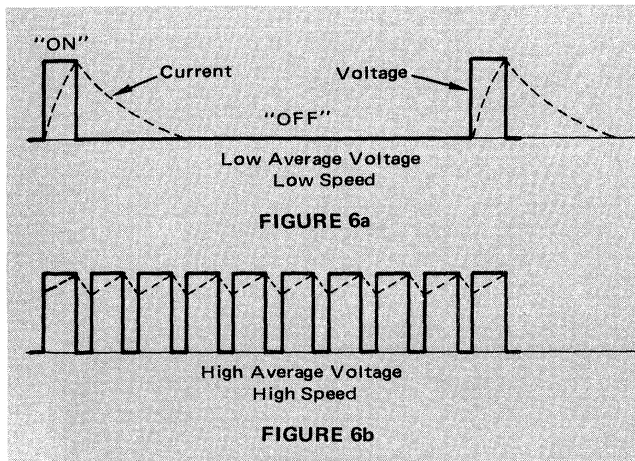 "ON"
Current
Voltage
"OFF"
Low Average Voltage
Low Speed
FIGURE 6a
High Average Voltage
High Speed
FIGURE 6b